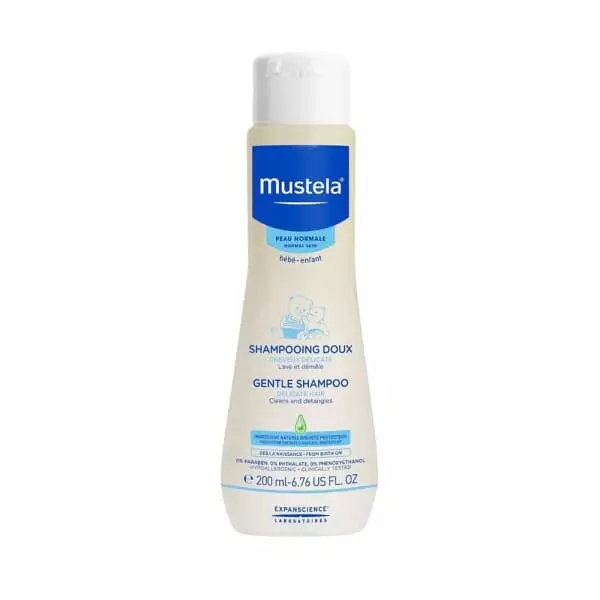 mustela®
PEAU NORMALE
NORMAL SKIN
bébé-enfant
SHAMPOOING DOUX
CHEVEUX DÉLICATS
Lave et démêle
GENTLE SHAMPOO
DELICATE HAIR
Cleans and detangles
DÈS LA NAISSANCE - FROM BIRTH ON
0% PARABEN, 0% PHTHALATE, 0% PHENOXYETHANOL
HYPOALLERGENIC - CLINICALLY TESTED
℮ 200 ml-6.76 US FL. OZ
EXPANSCIENCE
LABORATOIRES